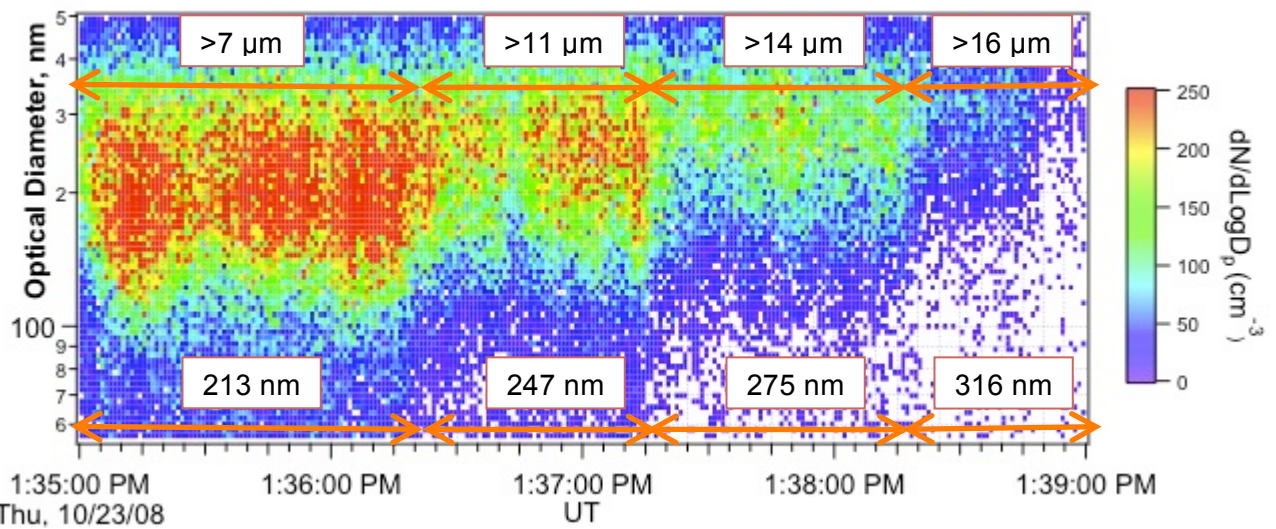 5
4
3
2
100
9
8
7
6
Optical Diameter, nm
>7 µm
>11 µm
>14 µm
>16 µm
213 nm
247 nm
275 nm
316 nm
1:35:00 PM
1:36:00 PM
1:37:00 PM
1:38:00 PM
1:39:00 PM
Thu, 10/23/08
UT
250
200
150
100
50
0
dN/dLogDp (cm-3)